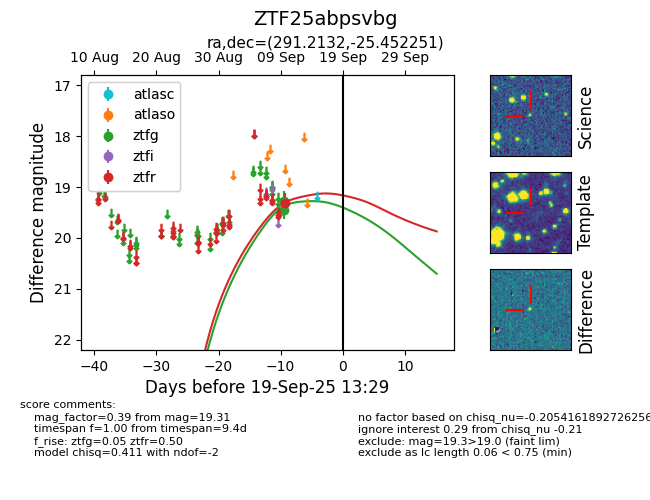 ZTF25abpsvbg
ra,dec=(291.2132,-25.452251)
10 Aug 20 Aug 30 Aug 09 Sep 19 Sep 29 Sep
17
18
19
20
21
22
Difference magnitude
atlasc
atlaso
ztfg
ztfi
ztfr
−40 −30 −20 −10 0 10
Days before 19-Sep-25 13:29
Science
Template
Difference
score comments:
mag_factor=0.39 from mag=19.31
timespan f=1.00 from timespan=9.4d
f_rise: ztfg=0.05 ztfr=0.50
model chisq=0.411 with ndof=-2
no factor based on chisq_nu=-0.2054161892726256
ignore interest 0.29 from chisq_nu -0.21
exclude: mag=19.3>19.0 (faint lim)
exclude as lc length 0.06 < 0.75 (min)